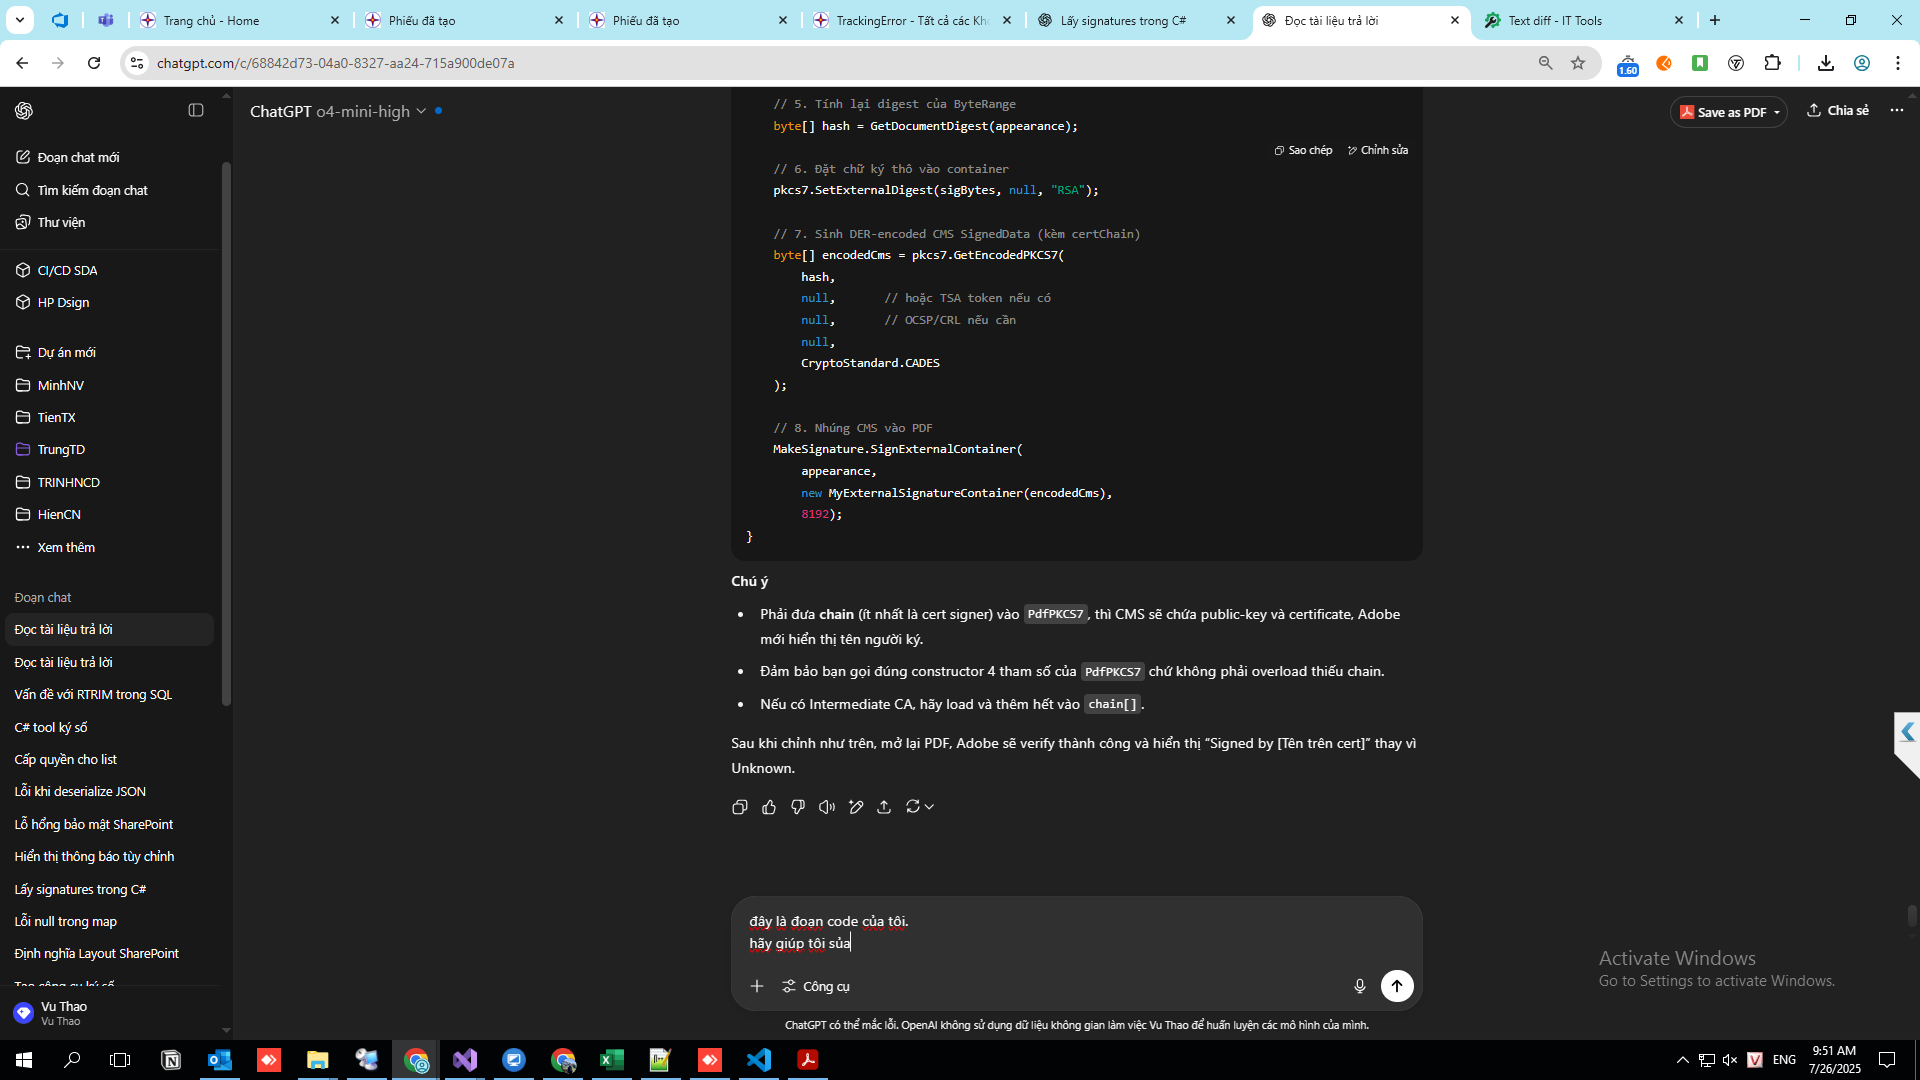 Trang chủ - Home
Phiếu đã tạo
Phiếu đã tạo
TrackingError - Tất cả các Kho
Lấy signatures trong C#
Đọc tài liệu trả lời
Text diff - IT Tools
chatgpt.com/c/68842d73-04a0-8327-aa24-715a900de07a
1.60
ChatGPT o4-mini-high
Save as PDF
Chia sẻ
Đoạn chat mới
Tìm kiếm đoạn chat
Thư viện
CI/CD SDA
HP Dsign
Dự án mới
MinhNV
TienTX
TrungTD
TRINHNCD
HienCN
Xem thêm
Đoạn chat
Đọc tài liệu trả lời
Đọc tài liệu trả lời
Vấn đề với RTRIM trong SQL
C# tool ký số
Cấp quyền cho list
Lỗi khi deserialize JSON
Lỗ hổng bảo mật SharePoint
Hiển thị thông báo tùy chỉnh
Lấy signatures trong C#
Lỗi null trong map
Định nghĩa Layout SharePoint
Tạo công cụ ký số
Vu Thao
Vu Thao
// 5. Tính lại digest của ByteRange
byte[] hash = GetDocumentDigest(appearance);
Sao chép
Chỉnh sửa
// 6. Đặt chữ ký thô vào container
pkcs7.SetExternalDigest(sigBytes, null, "RSA");
// 7. Sinh DER-encoded CMS SignedData (kèm certChain)
byte[] encodedCms = pkcs7.GetEncodedPKCS7(
hash,
null, // hoặc TSA token nếu có
null, // OCSP/CRL nếu cần
null,
CryptoStandard.CADES
);
// 8. Nhúng CMS vào PDF
MakeSignature.SignExternalContainer(
appearance,
new MyExternalSignatureContainer(encodedCms),
8192);
}
Chú ý
Phải đưa chain (ít nhất là cert signer) vào PdfPKCS7, thì CMS sẽ chứa public-key và certificate, Adobe
mới hiển thị tên người ký.
Đảm bảo bạn gọi đúng constructor 4 tham số của PdfPKCS7 chứ không phải overload thiếu chain.
Nếu có Intermediate CA, hãy load và thêm hết vào chain[].
Sau khi chỉnh như trên, mở lại PDF, Adobe sẽ verify thành công và hiển thị “Signed by [Tên trên cert]” thay vì
Unknown.
đây là đoạn code của tôi.
hãy giúp tôi sủa
Công cụ
ChatGPT có thể mắc lỗi. OpenAI không sử dụng dữ liệu không gian làm việc Vu Thao để huấn luyện các mô hình của mình.
Activate Windows
Go to Settings to activate Windows.
ENG
9:51 AM
7/26/2025